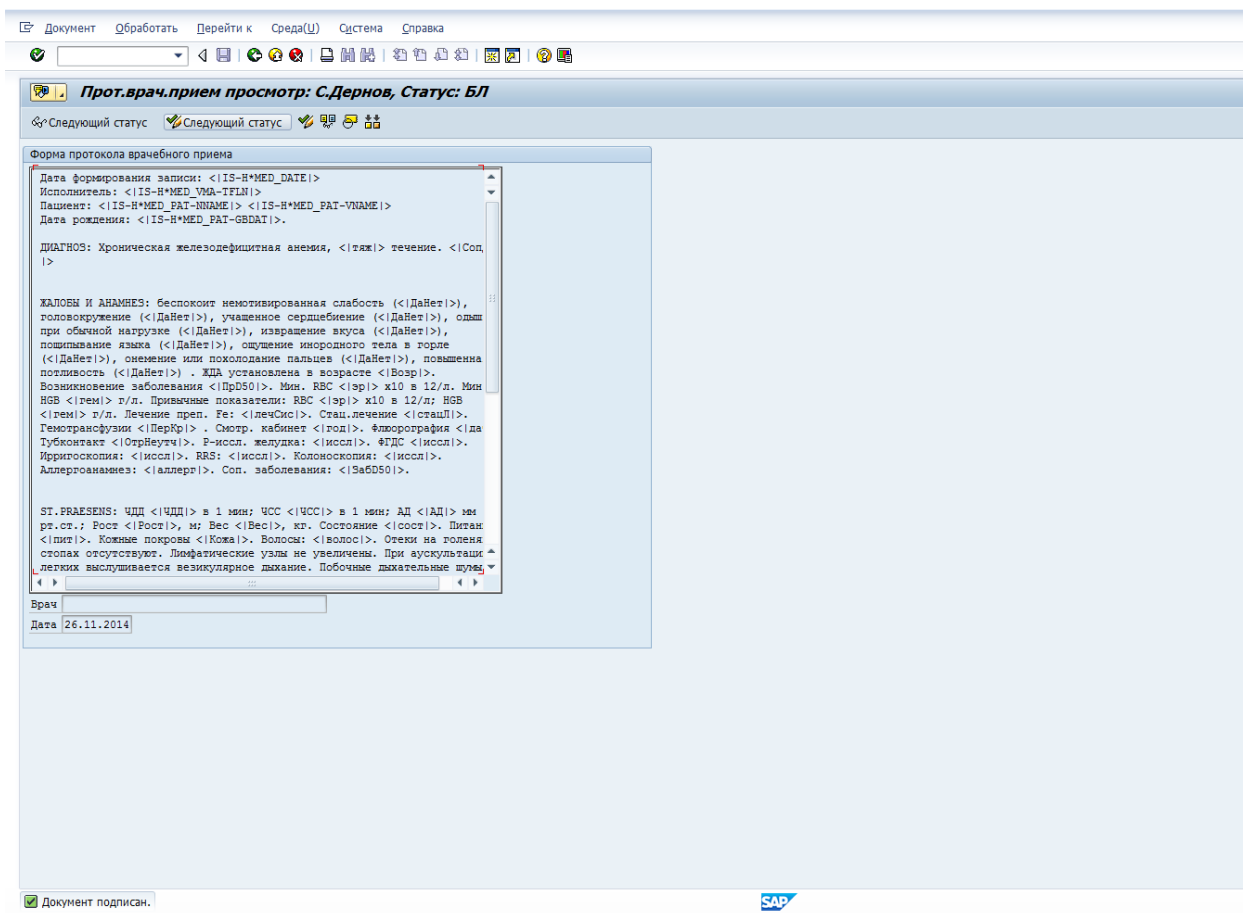 Документ Обработать Перейти к Среда(U) Система Справка
Прот.врач.прием просмотр: С.Дернов, Статус: БЛ
Следующий статус Следующий статус
Форма протокола врачебного приема
Дата формирования записи: <|IS-H*MED_DATE|>
Исполнитель: <|IS-H*MED_VMA-TFLN|>
Пациент: <|IS-H*MED_PAT-NNAME|> <|IS-H*MED_PAT-VNAME|>
Дата рождения: <|IS-H*MED_PAT-GBDAT|>.
ДИАГНОЗ: Хроническая железодефицитная анемия, <|тяж|> течение. <|Соп
|>
ЖАЛОБЫ И АНАМНЕЗ: беспокоит немотивированная слабость (<|ДаНет|>),
головокружение (<|ДаНет|>), учащенное сердцебиение (<|ДаНет|>), одыш
при обычной нагрузке (<|ДаНет|>), извращение вкуса (<|ДаНет|>),
пощипывание языка (<|ДаНет|>), ощущение инородного тела в горле
(<|ДаНет|>), онемение или похолодание пальцев (<|ДаНет|>), повышенна
потливость (<|ДаНет|>) . ЖДА установлена в возрасте <|Возр|>.
Возникновение заболевания <|ПрD50|>. Мин. RBC <|эр|> х10 в 12/л. Мин
HGB <|гем|> г/л. Привычные показатели: RBC <|эр|> х10 в 12/л; HGB
<|гем|> г/л. Лечение преп. Fe: <|лечСис|>. Стац.лечение <|стацЛ|>.
Гемотрансфузии <|ПерКр|> . Смотр. кабинет <|год|>. Флюорография <|да
Тубконтакт <|ОтрНеутч|>. Р-иссл. желудка: <|иссл|>. ФГДС <|иссл|>.
Ирригоскопия: <|иссл|>. RRS: <|иссл|>. Колоноскопия: <|иссл|>.
Аллергоанамнез: <|аллерг|>. Соп. заболевания: <|ЗабD50|>.
ST.PRAESENS: ЧДД <|ЧДД|> в 1 мин; ЧСС <|ЧСС|> в 1 мин; АД <|АД|> мм
рт.ст.; Рост <|Рост|>, м; Вес <|Вес|>, кг. Состояние <|сост|>. Питан
<|пит|>. Кожные покровы <|Кожа|>. Волосы: <|волос|>. Отеки на голеня
стопах отсутствуют. Лимфатические узлы не увеличены. При аускультаци
легких выслушивается везикулярное дыхание. Побочные дыхательные шумы
Врач
Дата 26.11.2014
Документ подписан.
SAP